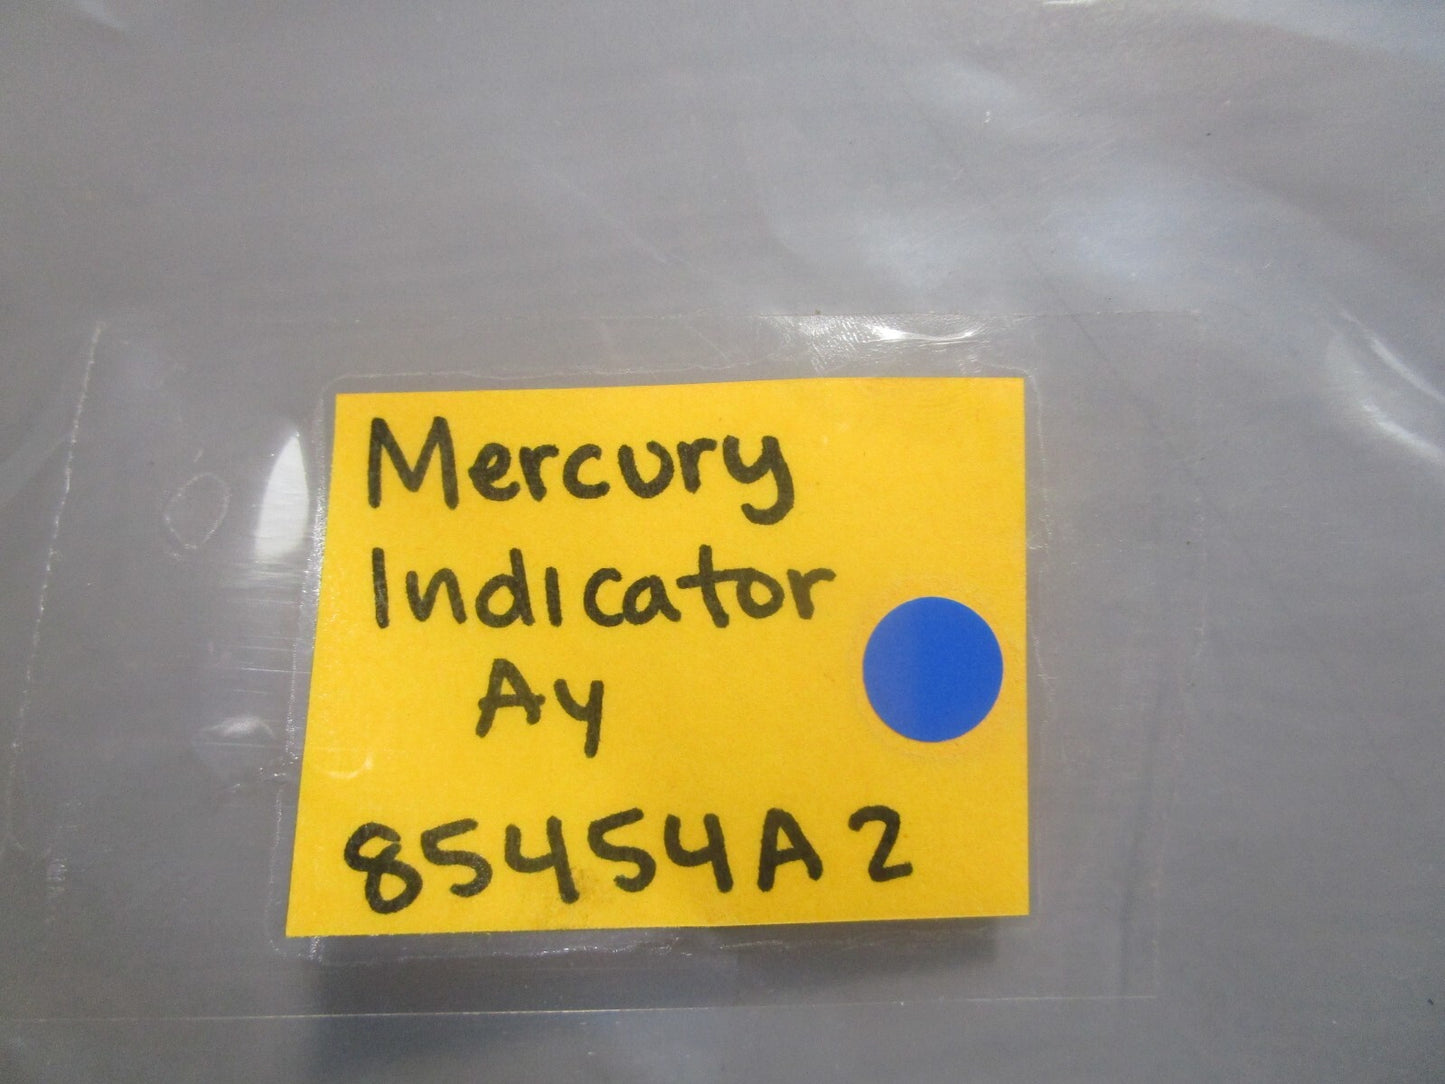 Mercury
Indicator
Ay
85454A2